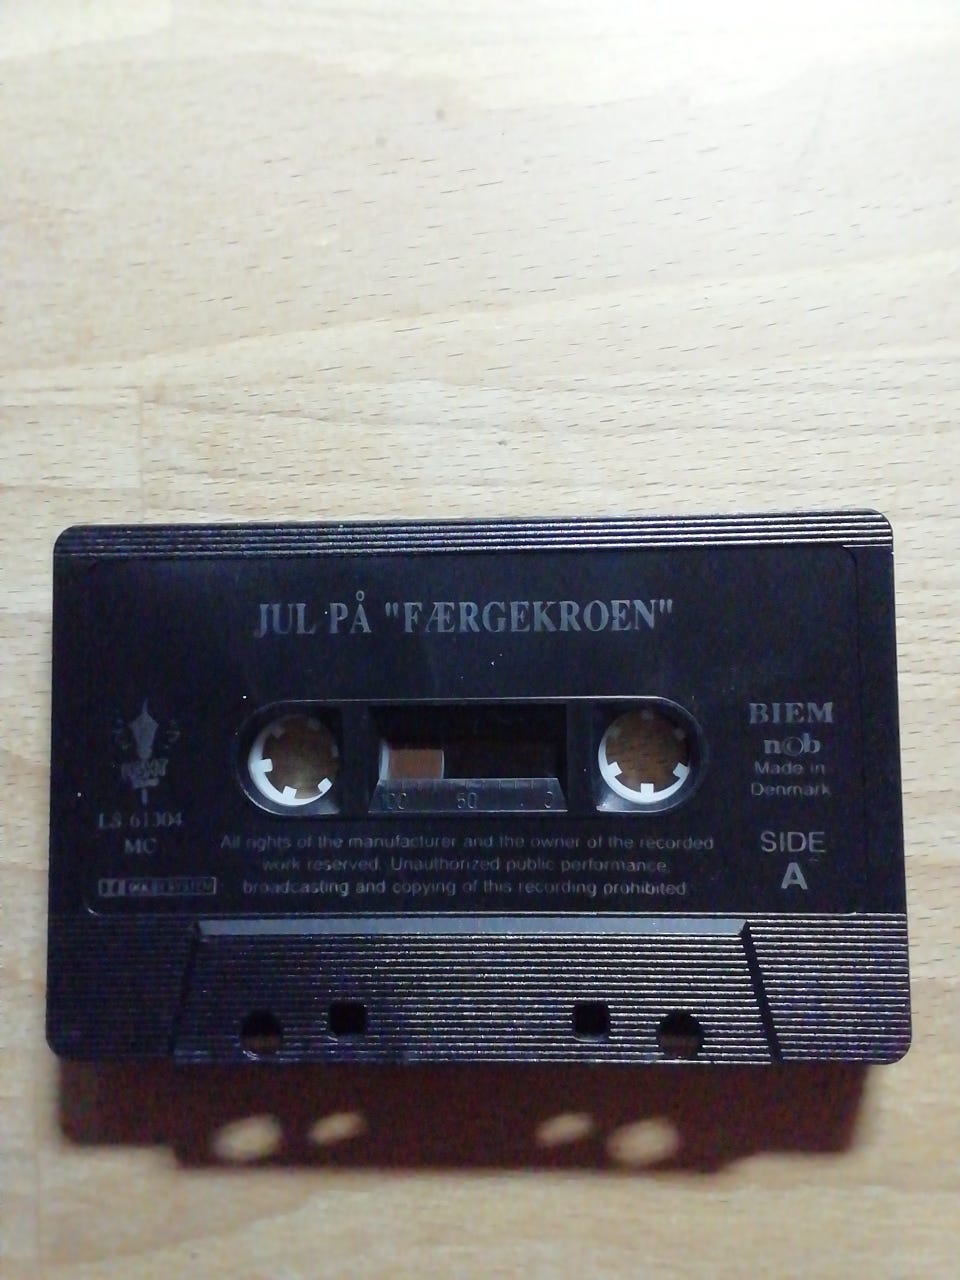 JUL PÅ "FÆRGEKROEN"
BIEM
n©b
Made in
Denmark
LS 61304
MC
100 50 0
SIDE
A
All rights of the manufacturer and the owner of the recorded
work reserved. Unauthorized public performance,
broadcasting and copying of this recording prohibited
SYSTEM